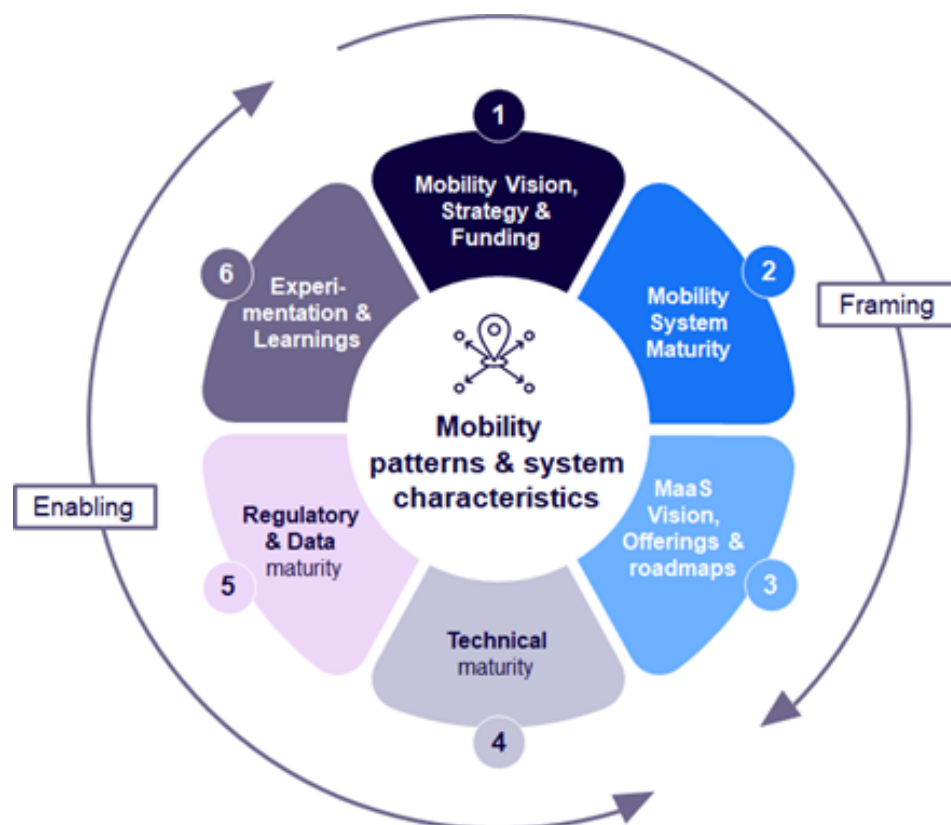 1
Mobility Vision,
Strategy &
Funding
2
Mobility
System
Maturity
Framing
3
MaaS
Vision,
Offerings &
roadmaps
4
Technical
maturity
5
Regulatory
& Data
maturity
Enabling
6
Experi-
mentation &
Learnings
Mobility
patterns & system
characteristics